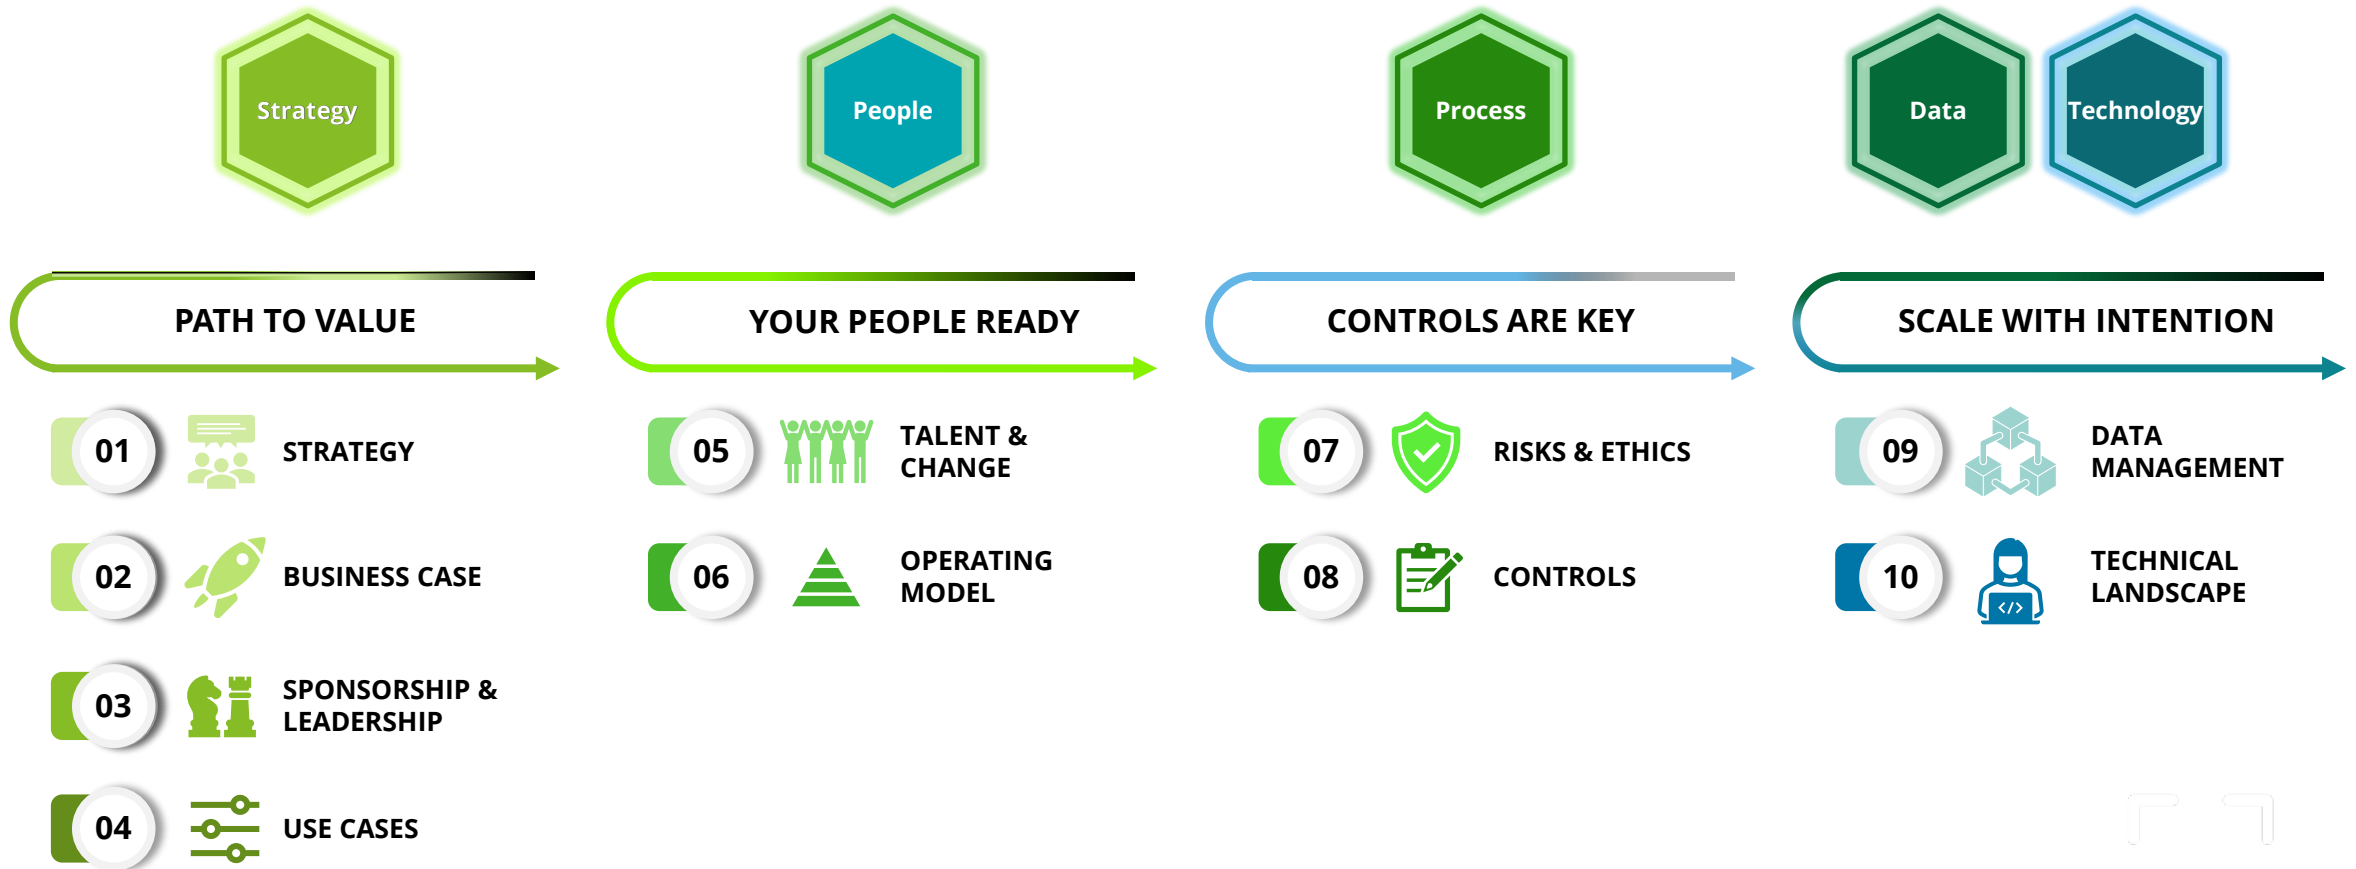 Strategy
People
Process
Data
Technology
PATH TO VALUE
YOUR PEOPLE READY
CONTROLS ARE KEY
SCALE WITH INTENTION
01
STRATEGY
02
BUSINESS CASE
03
SPONSORSHIP &
LEADERSHIP
04
USE CASES
05
TALENT &
CHANGE
06
OPERATING
MODEL
07
RISKS & ETHICS
08
CONTROLS
09
DATA
MANAGEMENT
10
</>
TECHNICAL
LANDSCAPE